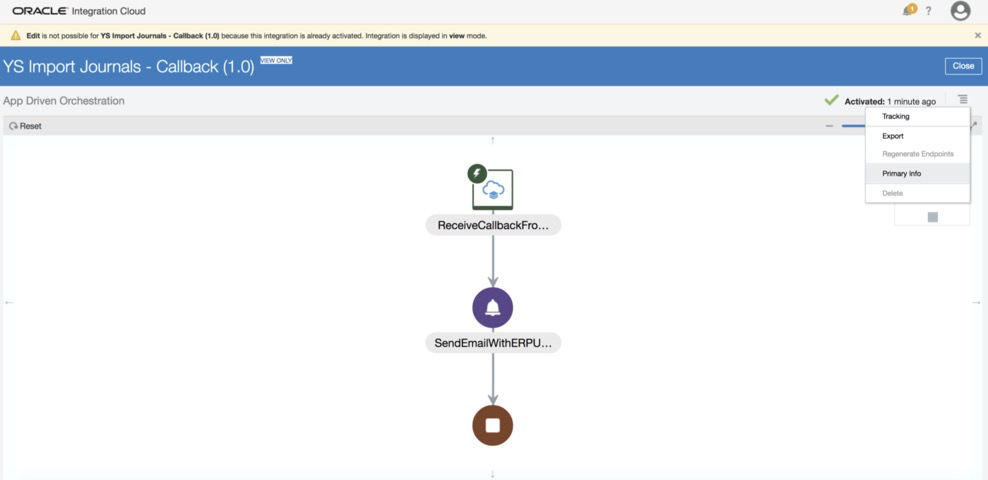 ORACLE Integration Cloud
1
?
Edit is not possible for YS Import Journals - Callback (1.0) because this integration is already activated. Integration is displayed in view mode.
YS Import Journals - Callback (1.0) VIEW ONLY
Close
App Driven Orchestration
Activated: 1 minute ago
Reset
Tracking
Export
Regenerate Endpoints
Primary Info
Delete
ReceiveCallbackFro...
SendEmailWithERPU...